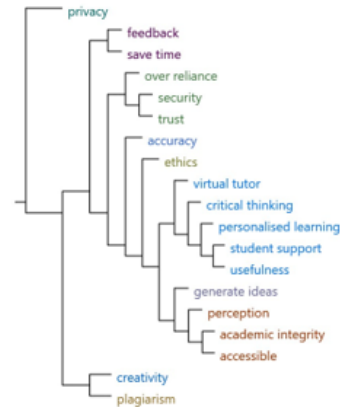 privacy
feedback
save time
over reliance
security
trust
accuracy
ethics
virtual tutor
critical thinking
personalised learning
student support
usefulness
generate ideas
perception
academic integrity
accessible
creativity
plagiarism